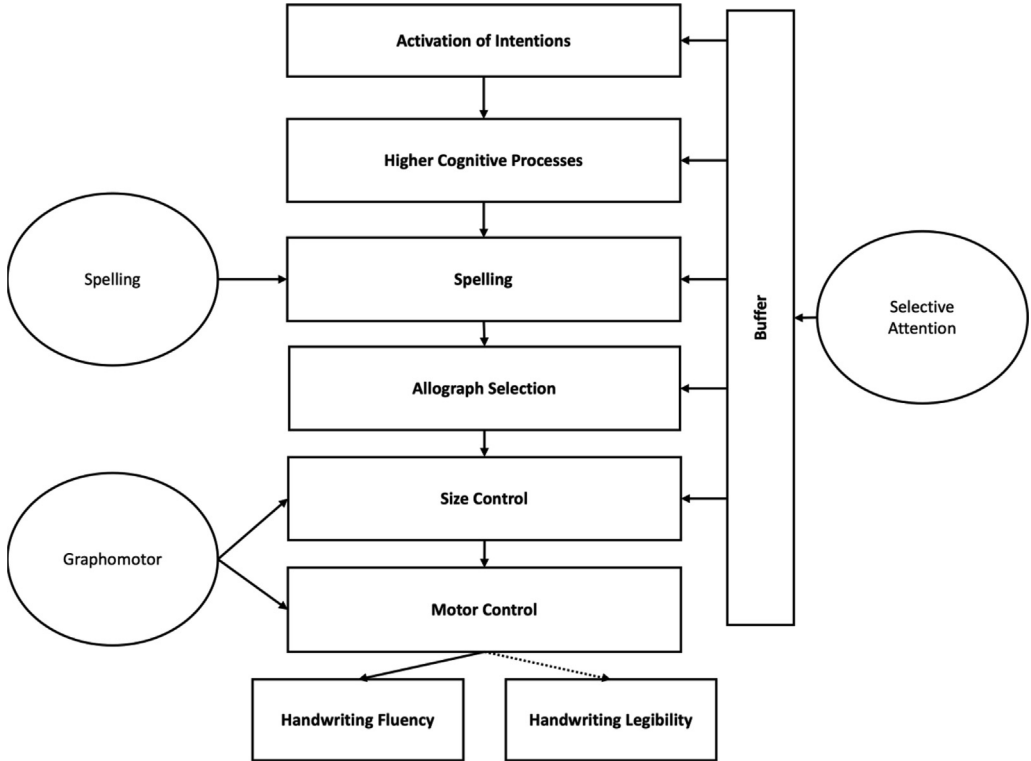 Activation of Intentions
Higher Cognitive Processes
Spelling
Spelling
Buffer
Selective
Attention
Allograph Selection
Size Control
Graphomotor
Motor Control
Handwriting Fluency
Handwriting Legibility